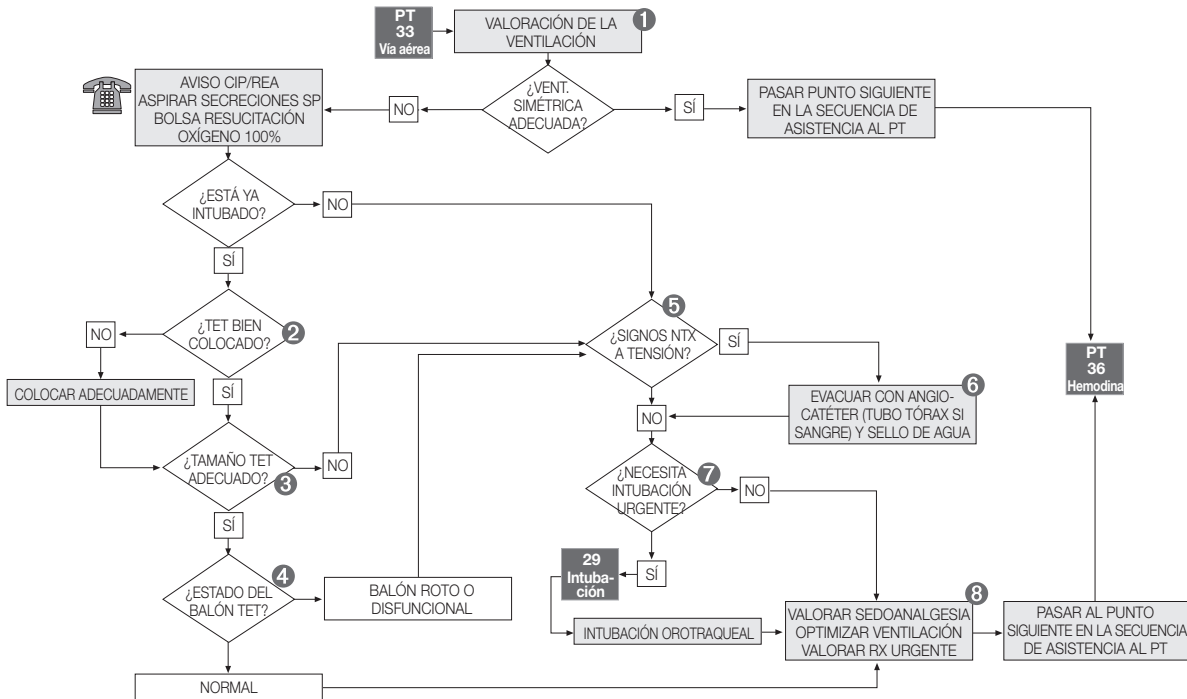 PT
33
Vía aérea
VALORACIÓN DE LA
VENTILACIÓN
1
AVISO CIP/REA
ASPIRAR SECRECIONES SP
BOLSA RESUCITACIÓN
OXÍGENO 100%
NO
¿VENT.
SIMÉTRICA
ADECUADA?
SÍ
PASAR PUNTO SIGUIENTE
EN LA SECUENCIA DE
ASISTENCIA AL PT
¿ESTÁ YA
INTUBADO?
NO
SÍ
¿TET BIEN
COLOCADO?
2
NO
COLOCAR ADECUADAMENTE
SÍ
¿SIGNOS NTX
A TENSIÓN?
5
SÍ
PT
36
Hemodina
EVACUAR CON ANGIO-
CATÉTER (TUBO TÓRAX SI
SANGRE) Y SELLO DE AGUA
6
NO
¿TAMAÑO TET
ADECUADO?
3
NO
SÍ
¿NECESITA
INTUBACIÓN
URGENTE?
7
NO
SÍ
29
Intuba-
ción
¿ESTADO DEL
BALÓN TET?
4
BALÓN ROTO O
DISFUNCIONAL
INTUBACIÓN OROTRAQUEAL
VALORAR SEDOANALGESIA
OPTIMIZAR VENTILACIÓN
VALORAR RX URGENTE
8
PASAR AL PUNTO
SIGUIENTE EN LA SECUENCIA
DE ASISTENCIA AL PT
NORMAL